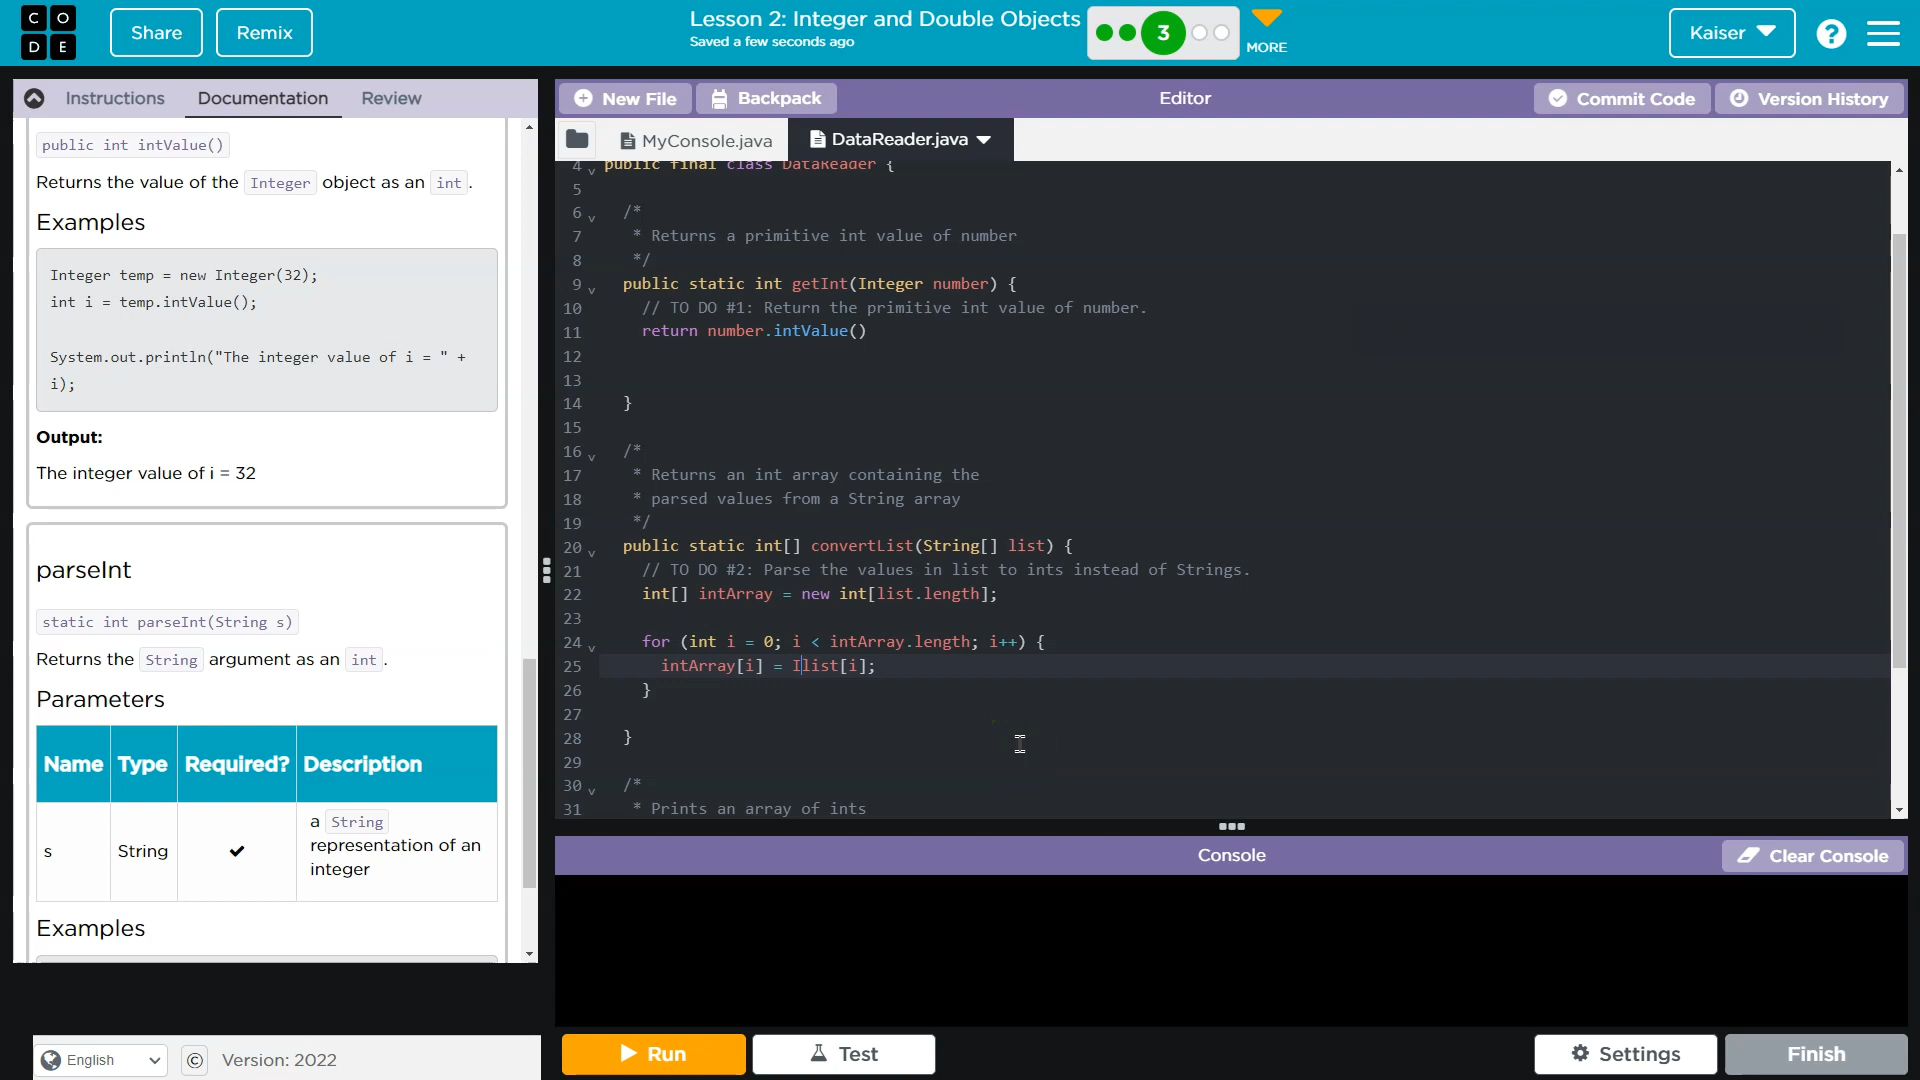 C O
D E
Share
Remix
Lesson 2: Integer and Double Objects
Saved a few seconds ago
3
MORE
Kaiser
?
Instructions
Documentation
Review
public int intValue()
Returns the value of the Integer object as an int.
Examples
Integer temp = new Integer(32);
int i = temp.intValue();
System.out.println("The integer value of i = " +
i);
Output:
The integer value of i = 32
parseInt
static int parseInt(String s)
Returns the String argument as an int.
Parameters
Name Type Required? Description
s String ✔ a String
representation of an
integer
Examples
English
©
Version: 2022
New File
Backpack
Editor
Commit Code
Version History
MyConsole.java
DataReader.java
4 public final class DataReader {
5
6 /*
7 * Returns a primitive int value of number
8 */
9 public static int getInt(Integer number) {
10 // TO DO #1: Return the primitive int value of number.
11 return number.intValue()
12
13
14 }
15
16 /*
17 * Returns an int array containing the
18 * parsed values from a String array
19 */
20 public static int[] convertList(String[] list) {
21 // TO DO #2: Parse the values in list to ints instead of Strings.
22 int[] intArray = new int[list.length];
23
24 for (int i = 0; i < intArray.length; i++) {
25 intArray[i] = Ilist[i];
26 }
27
28 }
29
30 /*
31 * Prints an array of ints
Console
Clear Console
Run
Test
Settings
Finish